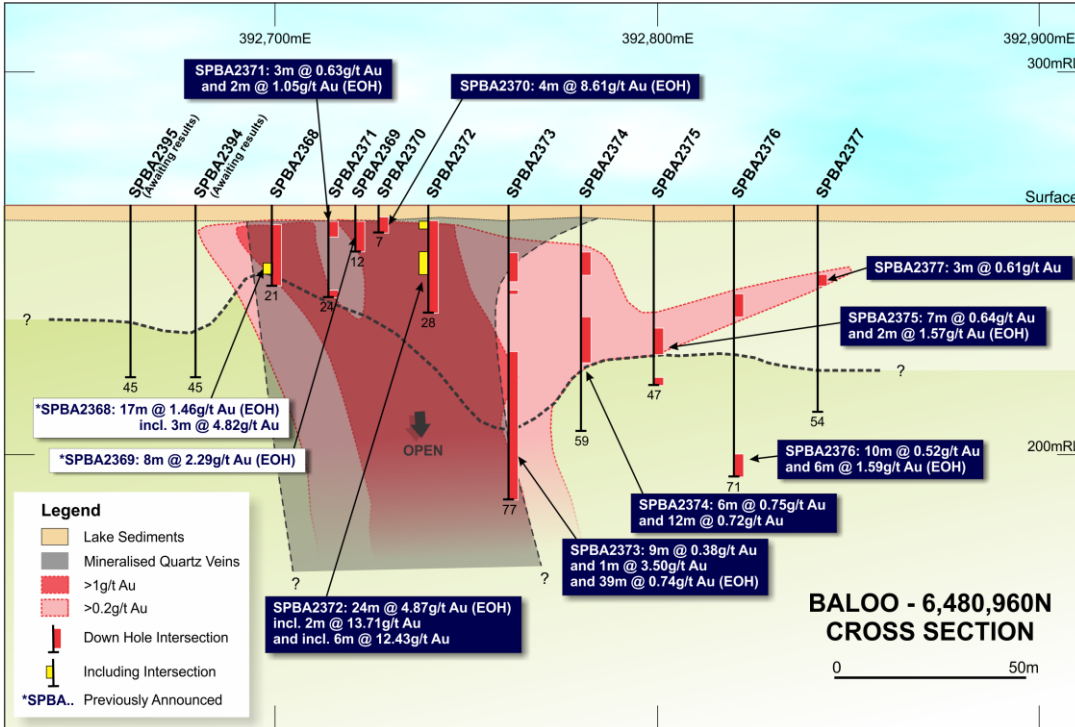 392,700mE
392,800mE
392,900mE
300mRL
SPBA2371: 3m @ 0.63g/t Au
and 2m @ 1.05g/t Au (EOH)
SPBA2370: 4m @ 8.61g/t Au (EOH)
SPBA2395
(Awaiting results)
SPBA2394
(Awaiting results)
SPBA2368
SPBA2371
SPBA2369
SPBA2370
SPBA2372
SPBA2373
SPBA2374
SPBA2375
SPBA2376
SPBA2377
Surface
7
12
21
24
28
SPBA2377: 3m @ 0.61g/t Au
?
SPBA2375: 7m @ 0.64g/t Au
and 2m @ 1.57g/t Au (EOH)
?
45
45
47
54
59
*SPBA2368: 17m @ 1.46g/t Au (EOH)
incl. 3m @ 4.82g/t Au
OPEN
*SPBA2369: 8m @ 2.29g/t Au (EOH)
200mRL
SPBA2376: 10m @ 0.52g/t Au
and 6m @ 1.59g/t Au (EOH)
71
77
SPBA2374: 6m @ 0.75g/t Au
and 12m @ 0.72g/t Au
SPBA2373: 9m @ 0.38g/t Au
and 1m @ 3.50g/t Au
and 39m @ 0.74g/t Au (EOH)
?
?
SPBA2372: 24m @ 4.87g/t Au (EOH)
incl. 2m @ 13.71g/t Au
and incl. 6m @ 12.43g/t Au
Legend
Lake Sediments
Mineralised Quartz Veins
>1g/t Au
>0.2g/t Au
Down Hole Intersection
Including Intersection
*SPBA.. Previously Announced
BALOO - 6,480,960N
CROSS SECTION
0 50m